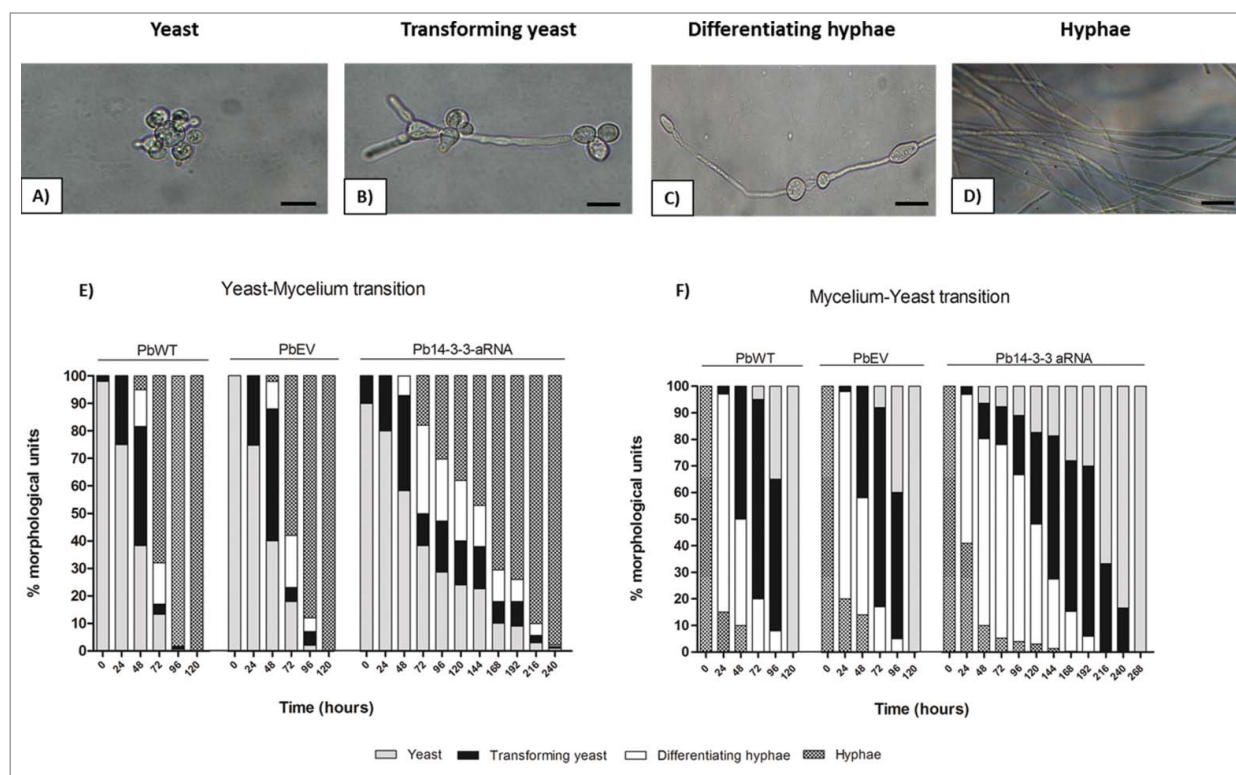 Yeast
Transforming yeast
Differentiating hyphae
Hyphae
A)
B)
C)
D)
E)
Yeast-Mycelium transition
PbWT
PbEV
Pb14-3-3-aRNA
% morphological units
100
90
80
70
60
50
40
30
20
10
0
0 24 48 72 96 120
0 24 48 72 96 120
0 24 48 72 96 120 144 168 192 216 240
Time (hours)
F)
Mycelium-Yeast transition
PbWT
PbEV
Pb14-3-3 aRNA
% morphological units
100
90
80
70
60
50
40
30
20
10
0
0 24 48 72 96 120
0 24 48 72 96 120
0 24 48 72 96 120 144 168 192 216 240 268
Time (hours)
Yeast Transforming yeast Differentiating hyphae Hyphae